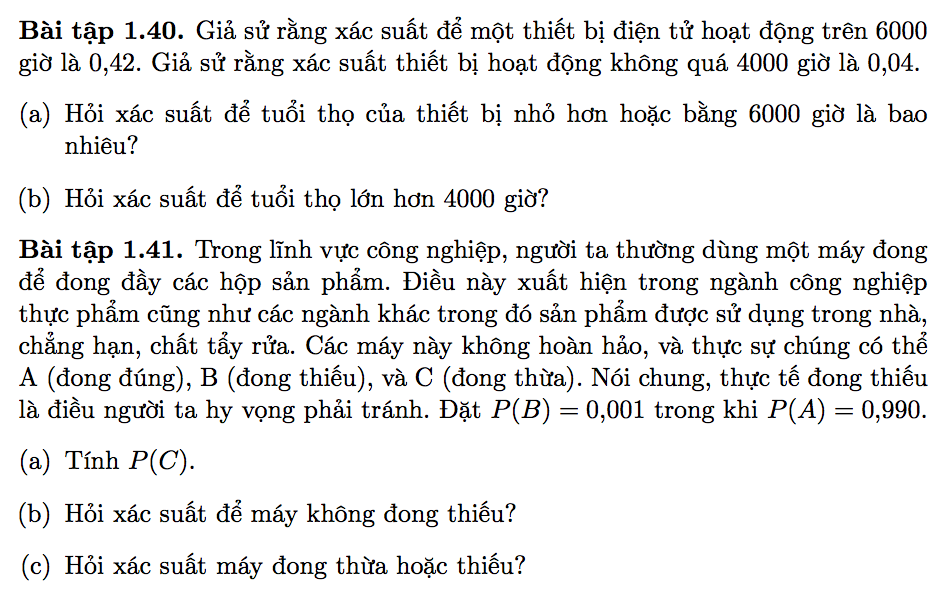 Bài tập 1.40. Giả sử rằng xác suất để một thiết bị điện tử hoạt động trên 6000
giờ là 0,42. Giả sử rằng xác suất thiết bị hoạt động không quá 4000 giờ là 0,04.
(a) Hỏi xác suất để tuổi thọ của thiết bị nhỏ hơn hoặc bằng 6000 giờ là bao
nhiêu?
(b) Hỏi xác suất để tuổi thọ lớn hơn 4000 giờ?
Bài tập 1.41. Trong lĩnh vực công nghiệp, người ta thường dùng một máy đong
để đong đầy các hộp sản phẩm. Điều này xuất hiện trong ngành công nghiệp
thực phẩm cũng như các ngành khác trong đó sản phẩm được sử dụng trong nhà,
chẳng hạn, chất tẩy rửa. Các máy này không hoàn hảo, và thực sự chúng có thể
A (đong đúng), B (đong thiếu), và C (đong thừa). Nói chung, thực tế đong thiếu
là điều người ta hy vọng phải tránh. Đặt P(B) = 0,001 trong khi P(A) = 0,990.
(a) Tính P(C).
(b) Hỏi xác suất để máy không đong thiếu?
(c) Hỏi xác suất máy đong thừa hoặc thiếu?